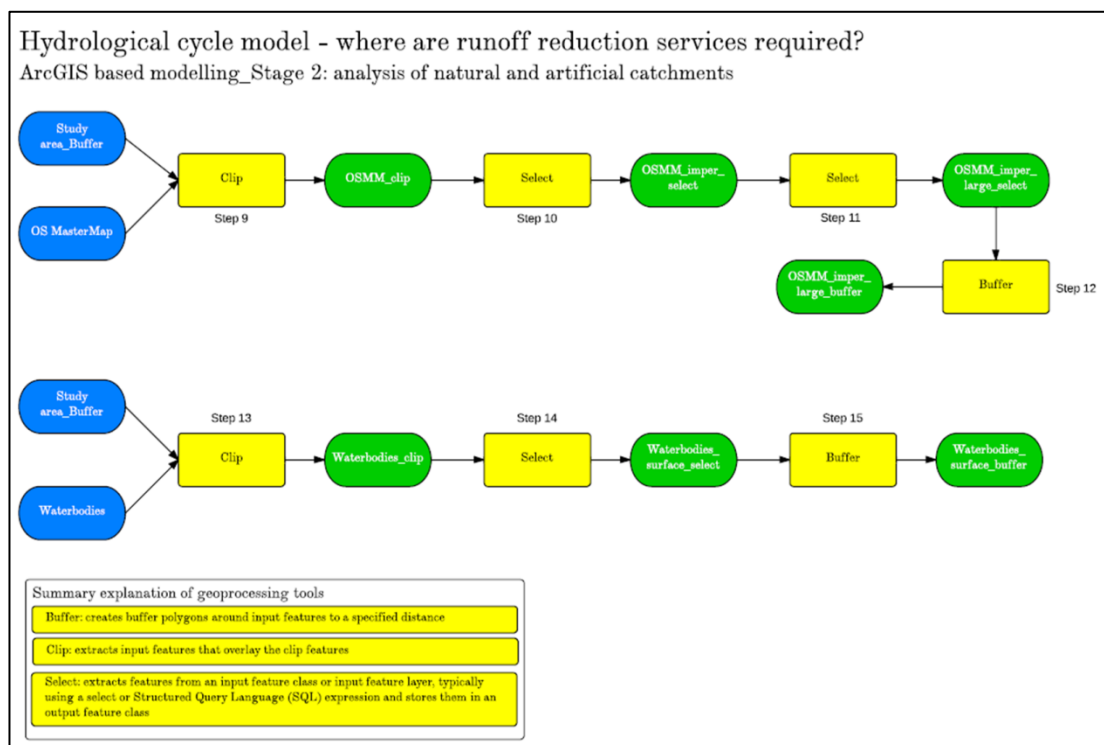 Hydrological cycle model - where are runoff reduction services required?
ArcGIS based modelling_Stage 2: analysis of natural and artificial catchments
Study
area_Buffer
Clip
OSMM_clip
Select
OSMM_imper_
select
Select
OSMM_imper_
large_select
OS MasterMap
Step 9
Step 10
Step 11
OSMM_imper_
large_buffer
Buffer
Step 12
Study
area_Buffer
Step 13
Step 14
Step 15
Clip
Waterbodies_clip
Select
Waterbodies_
surface_select
Buffer
Waterbodies_
surface_buffer
Waterbodies
Summary explanation of geoprocessing tools
Buffer: creates buffer polygons around input features to a specified distance
Clip: extracts input features that overlay the clip features
Select: extracts features from an input feature class or input feature layer, typically
using a select or Structured Query Language (SQL) expression and stores them in an
output feature class